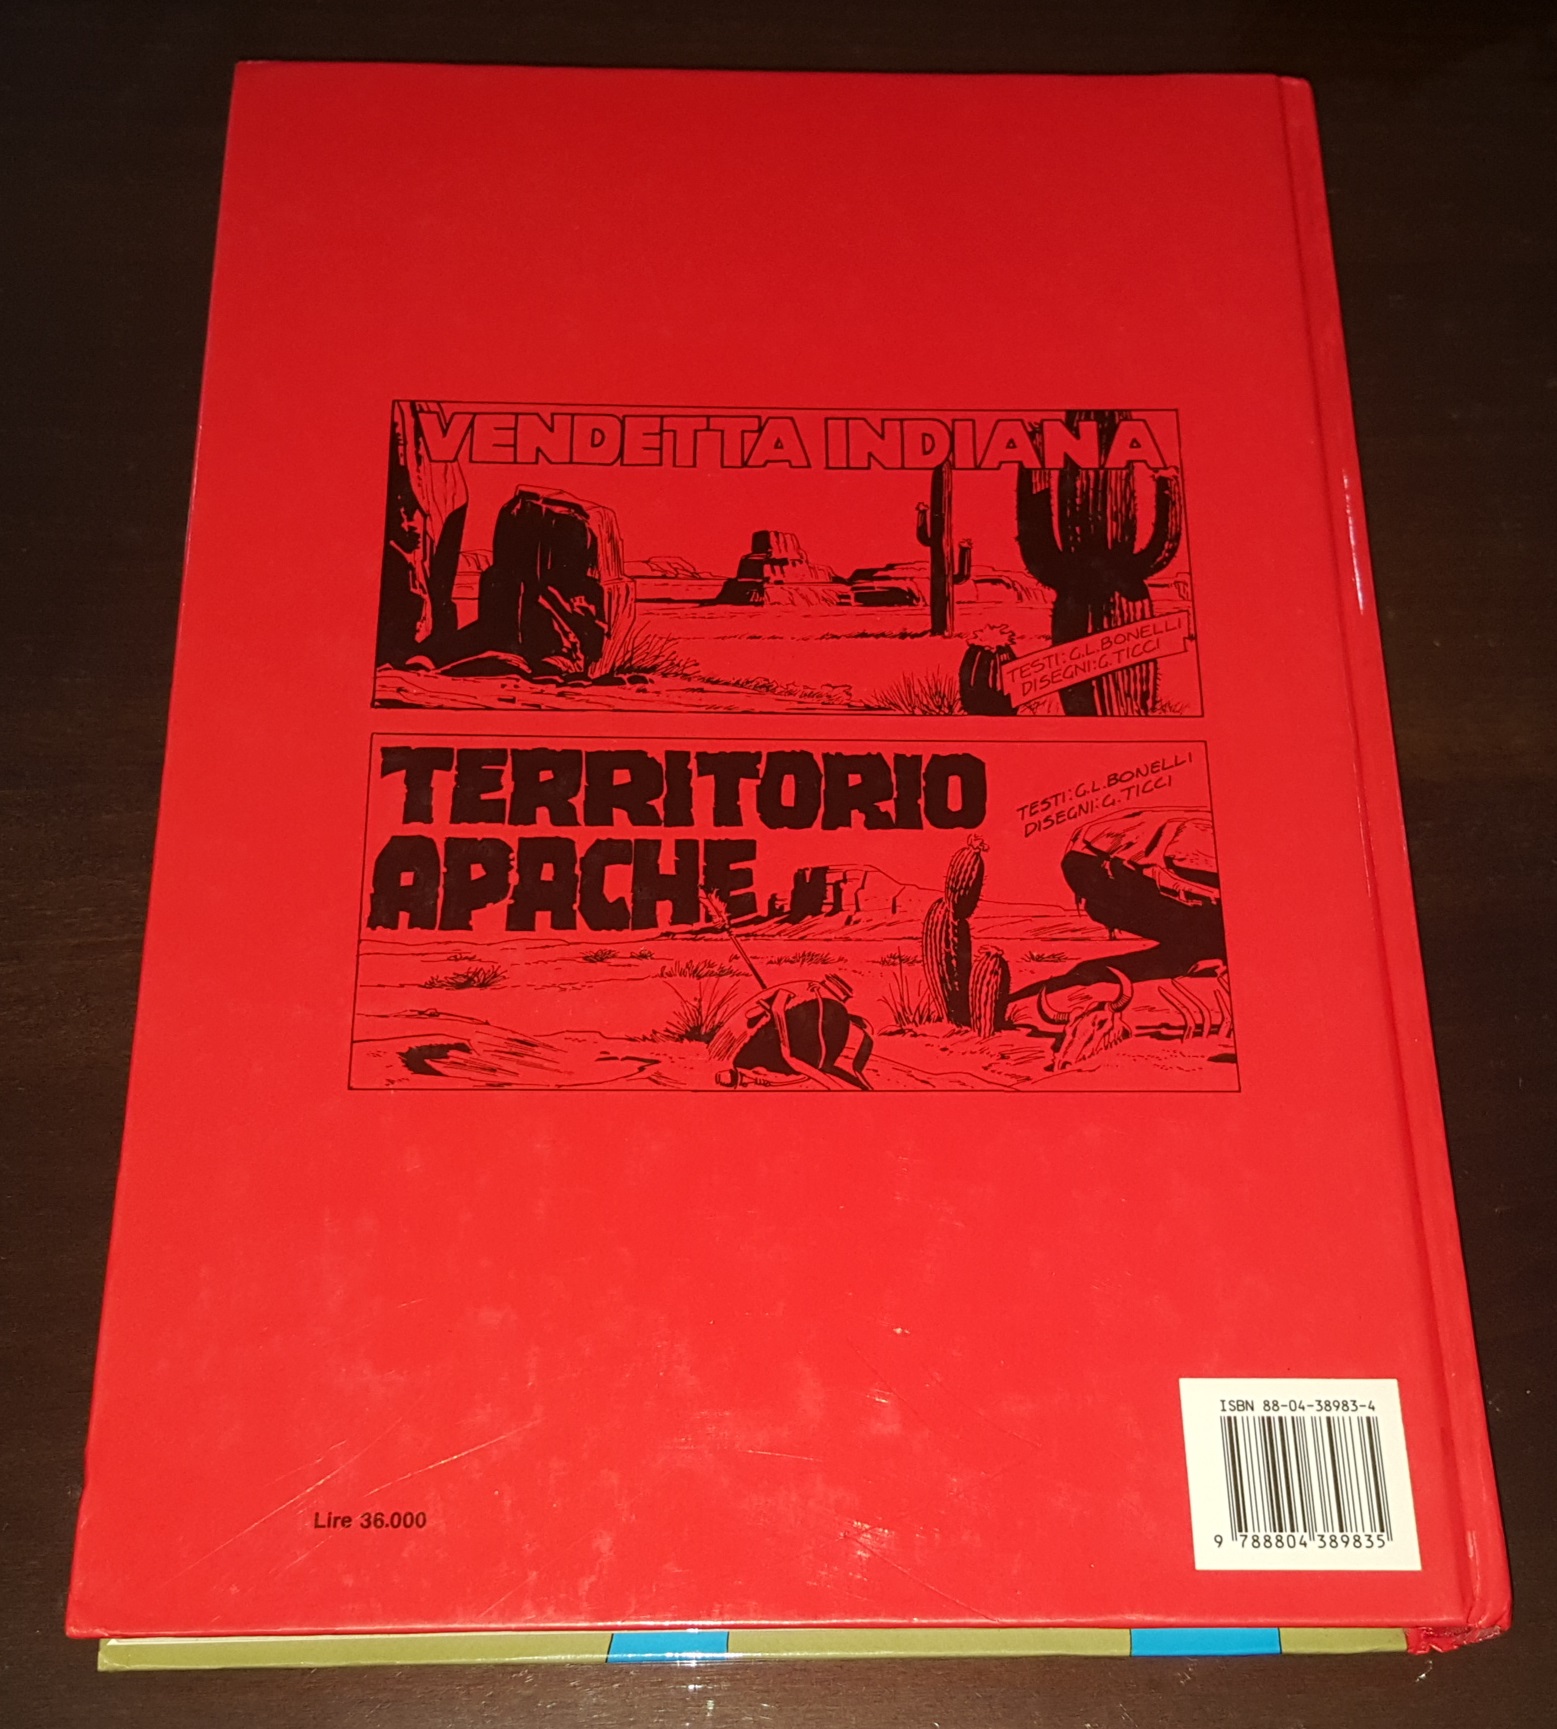 VENDETTA INDIANA
TESTI: G.L. BONELLI
DISEGNI: G. TICCI
TERRITORIO
APACHE
TESTI: G.L. BONELLI
DISEGNI: G. TICCI
ISBN 88-04-38983-4
9 788804 389835
Lire 36.000